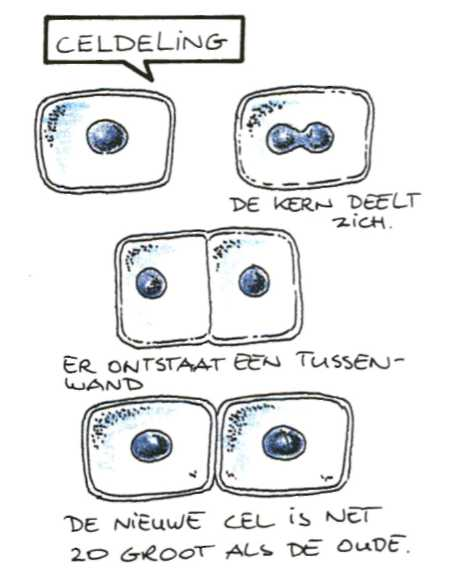 CELDELING
DE KERN DEELT
ZICH.
ER ONTSTAAT EEN TUSSEN-
WAND
DE NIEUWE CEL IS NET
ZO GROOT ALS DE OUDE.